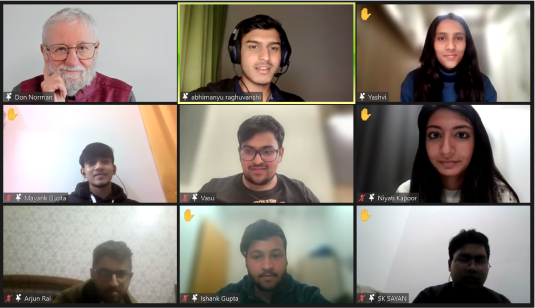 Don Norman
abhimanyu raghuvanshi
Yashvi
Mayank Gupta
Vasu
Niyati Kapoor
Arjun Rai
Ishank Gupta
SK SAYAN